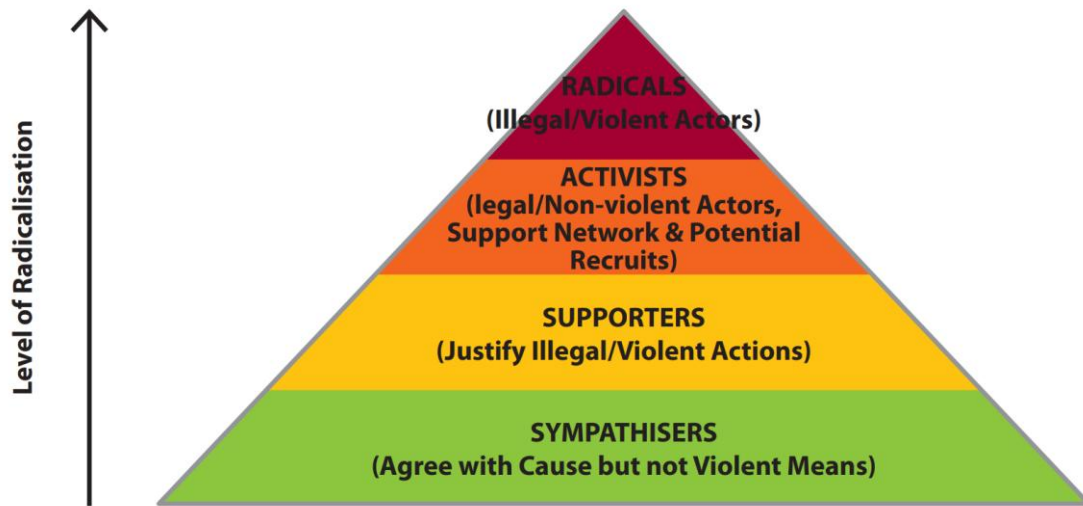 Level of Radicalisation
RADICALS
(Illegal/Violent Actors)
ACTIVISTS
(legal/Non-violent Actors,
Support Network & Potential
Recruits)
SUPPORTERS
(Justify Illegal/Violent Actions)
SYMPATHISERS
(Agree with Cause but not Violent Means)